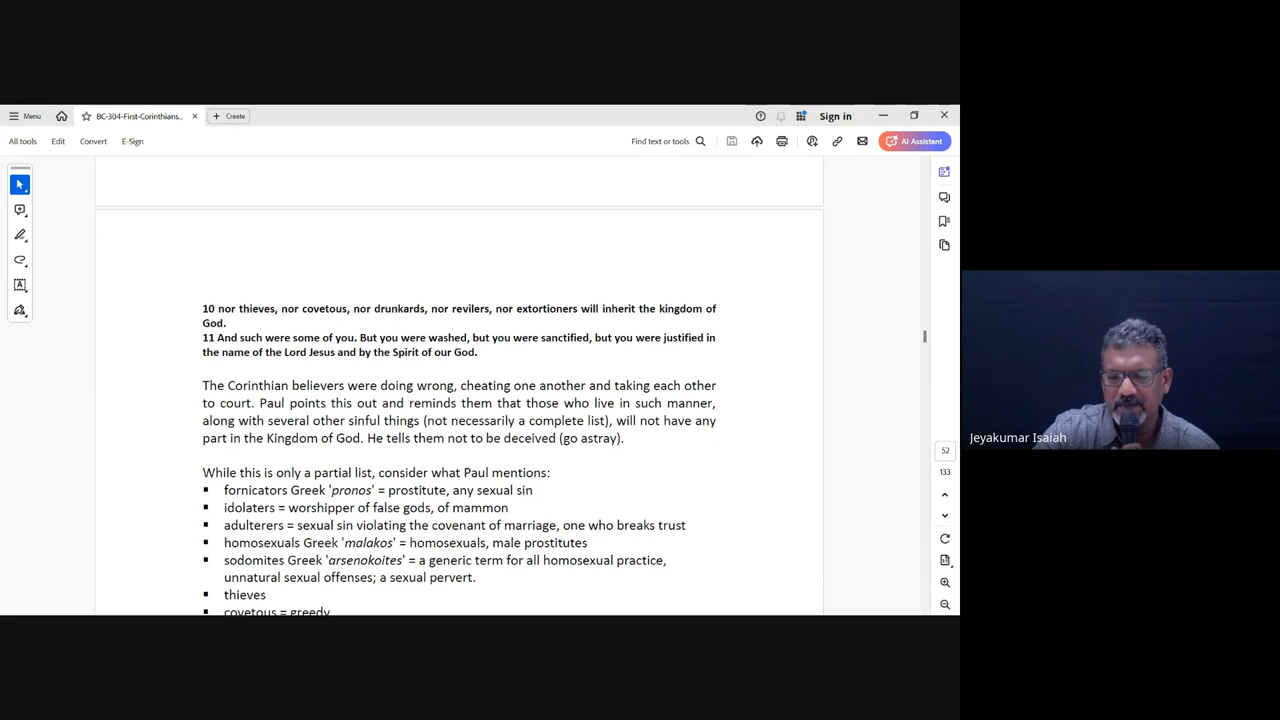 Menu
BC-304-First-Corinthians...
Create
Sign in
All tools
Edit
Convert
E-Sign
Find text or tools
AI Assistant
10 nor thieves, nor covetous, nor drunkards, nor revilers, nor extortioners will inherit the kingdom of
God.
11 And such were some of you. But you were washed, but you were sanctified, but you were justified in
the name of the Lord Jesus and by the Spirit of our God.
The Corinthian believers were doing wrong, cheating one another and taking each other
to court. Paul points this out and reminds them that those who live in such manner,
along with several other sinful things (not necessarily a complete list), will not have any
part in the Kingdom of God. He tells them not to be deceived (go astray).
While this is only a partial list, consider what Paul mentions:
▪ fornicators Greek 'pronos' = prostitute, any sexual sin
▪ idolaters = worshipper of false gods, of mammon
▪ adulterers = sexual sin violating the covenant of marriage, one who breaks trust
▪ homosexuals Greek 'malakos' = homosexuals, male prostitutes
▪ sodomites Greek 'arsenokoites' = a generic term for all homosexual practice,
unnatural sexual offenses; a sexual pervert.
▪ thieves
▪ covetous = greedy
52
133
Jeyakumar Isaiah